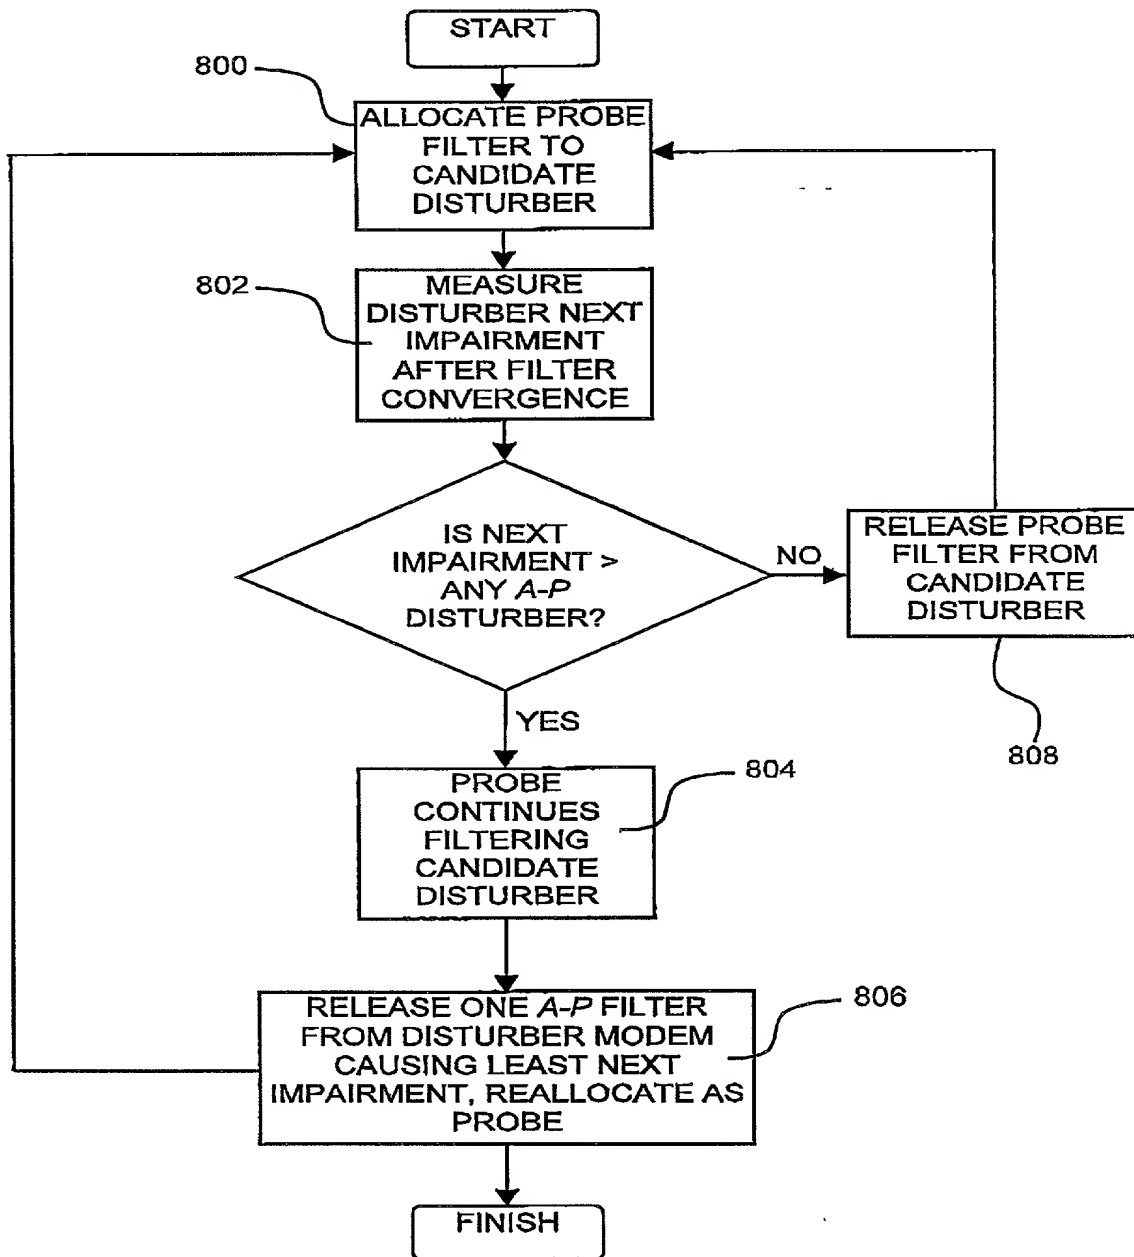 START
800
ALLOCATE PROBE
FILTER TO
CANDIDATE
DISTURBER
802
MEASURE
DISTURBER NEXT
IMPAIRMENT
AFTER FILTER
CONVERGENCE
IS NEXT
IMPAIRMENT >
ANY A-P
DISTURBER?
NO
RELEASE PROBE
FILTER FROM
CANDIDATE
DISTURBER
808
YES
PROBE
CONTINUES
FILTERING
CANDIDATE
DISTURBER
804
RELEASE ONE A-P FILTER
FROM DISTURBER MODEM
CAUSING LEAST NEXT
IMPAIRMENT, REALLOCATE AS
PROBE
806
FINISH